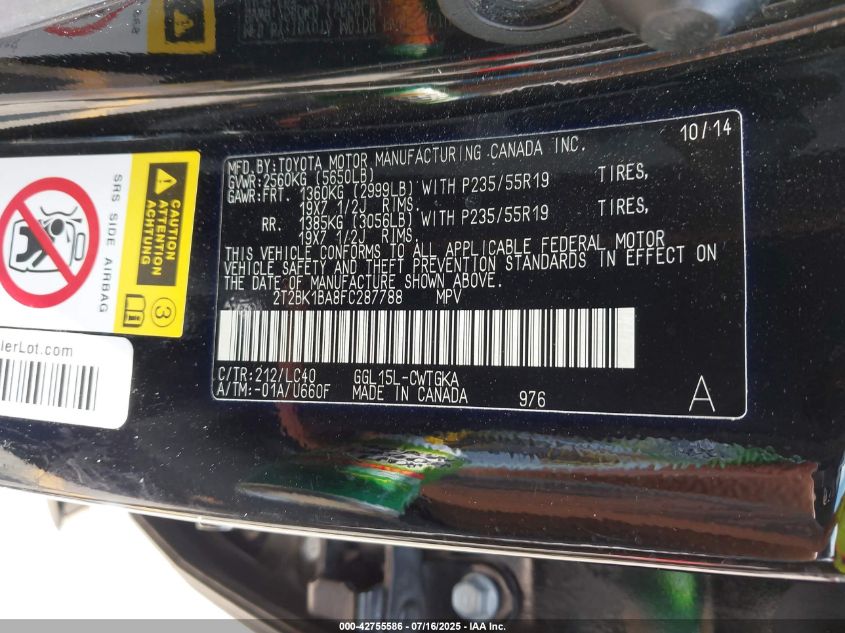 10/14
MFD.BY:TOYOTA MOTOR MANUFACTURING CANADA INC.
GVWR:2560KG (5650LB)
GAWR:FRT. 1360KG (2999LB) WITH P235/55R19 TIRES,
19X7 1/2J RIMS
RR. 1385KG (3056LB) WITH P235/55R19 TIRES,
19X7 1/2J RIMS.
THIS VEHICLE CONFORMS TO ALL APPLICABLE FEDERAL MOTOR
VEHICLE SAFETY AND THEFT PREVENTION STANDARDS IN EFFECT ON
THE DATE OF MANUFACTURE SHOWN ABOVE.
2T2BK1BA8FC287788 MPV
C/TR:212/LC40 GGL15L-CWTGKA
A/TM:-01A/U660F MADE IN CANADA 976 A
CAUTION
ATTENTION
ACHTUNG
SRS SIDE AIRBAG
3
lerLot.com
000-42755586 - 07/16/2025 - IAA Inc.